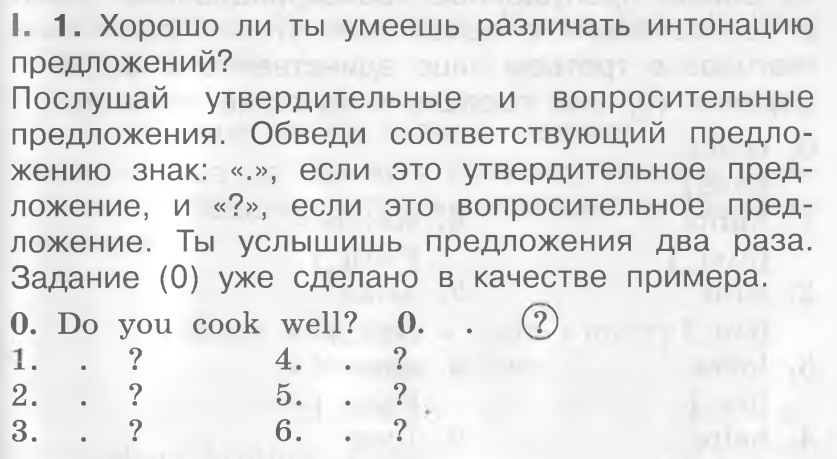 I. 1. Хорошо ли ты умеешь различать интонацию
предложений?
Послушай утвердительные и вопросительные
предложения. Обведи соответствующий предло-
жению знак: «.», если это утвердительное пред-
ложение, и «?», если это вопросительное пред-
ложение. Ты услышишь предложения два раза.
Задание (0) уже сделано в качестве примера.
0. Do you cook well? 0. . ?
1. . ? 4. . ?
2. . ? 5. . ?
3. . ? 6. . ?